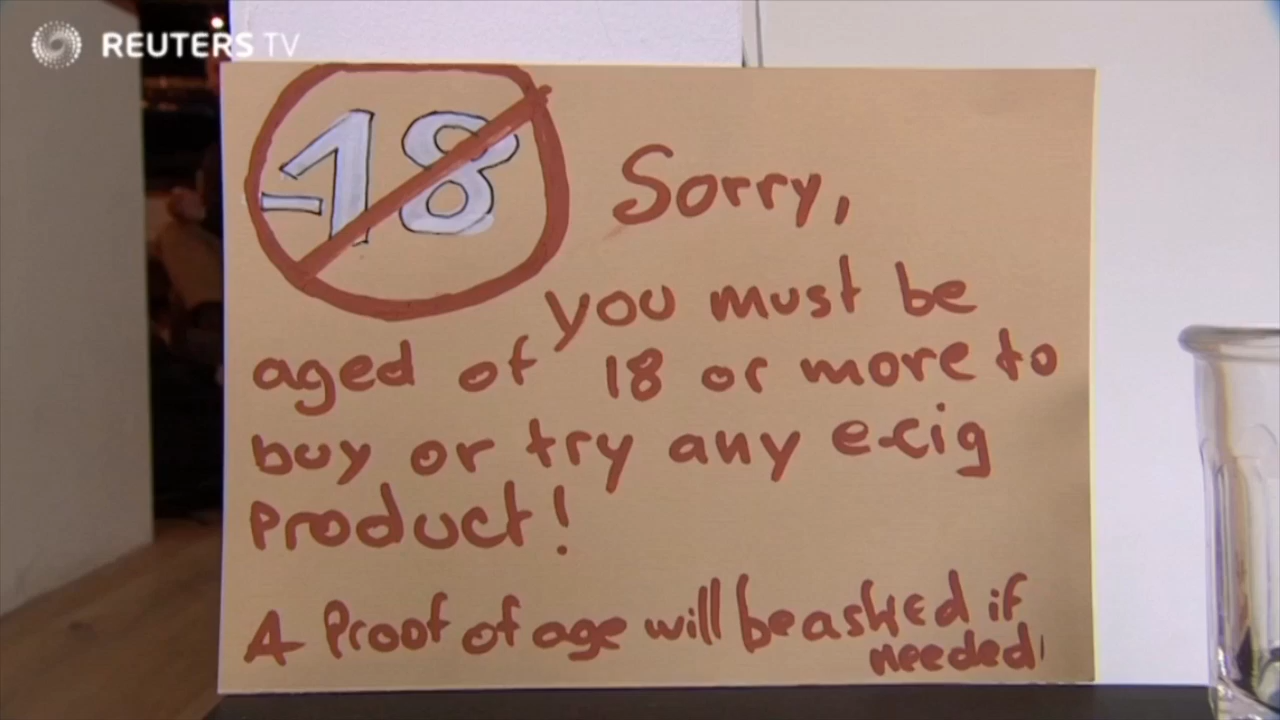 REUTERS TV
-18
Sorry,
you must be
aged of 18 or more to
buy or try any e-cig
product!
A proof of age will be asked if
needed!